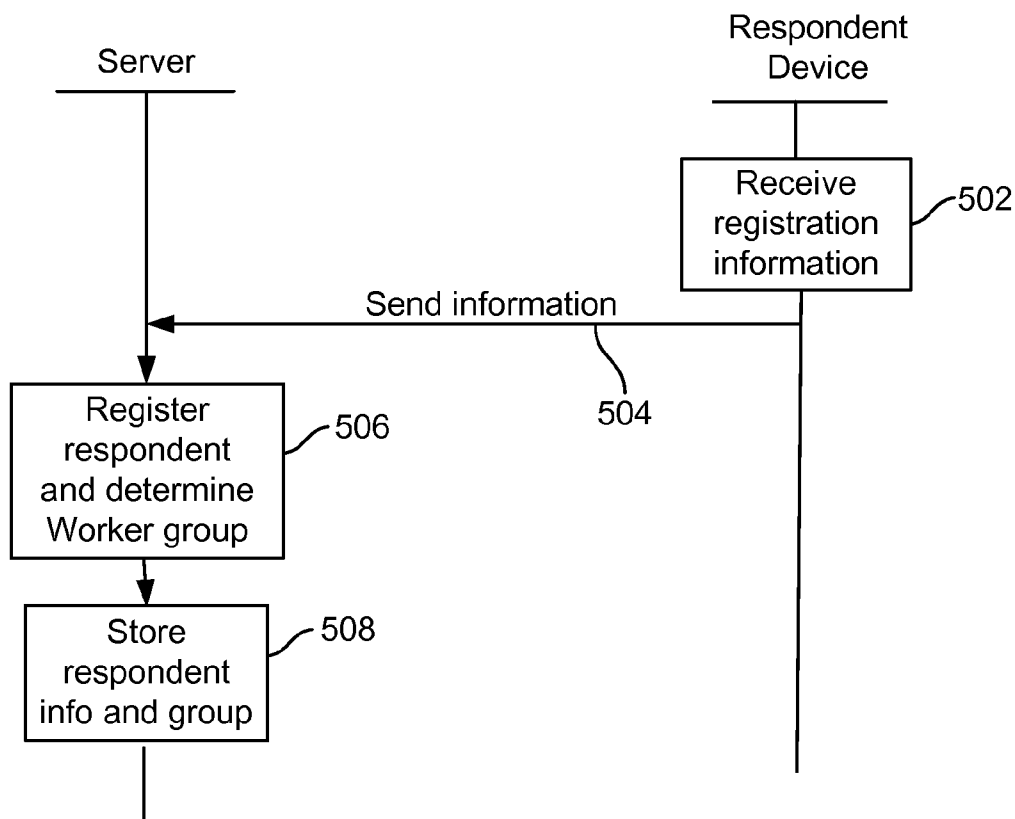 Server
Respondent
Device
Receive
registration
information
502
Send information
504
Register
respondent
and determine
Worker group
506
Store
respondent
info and group
508